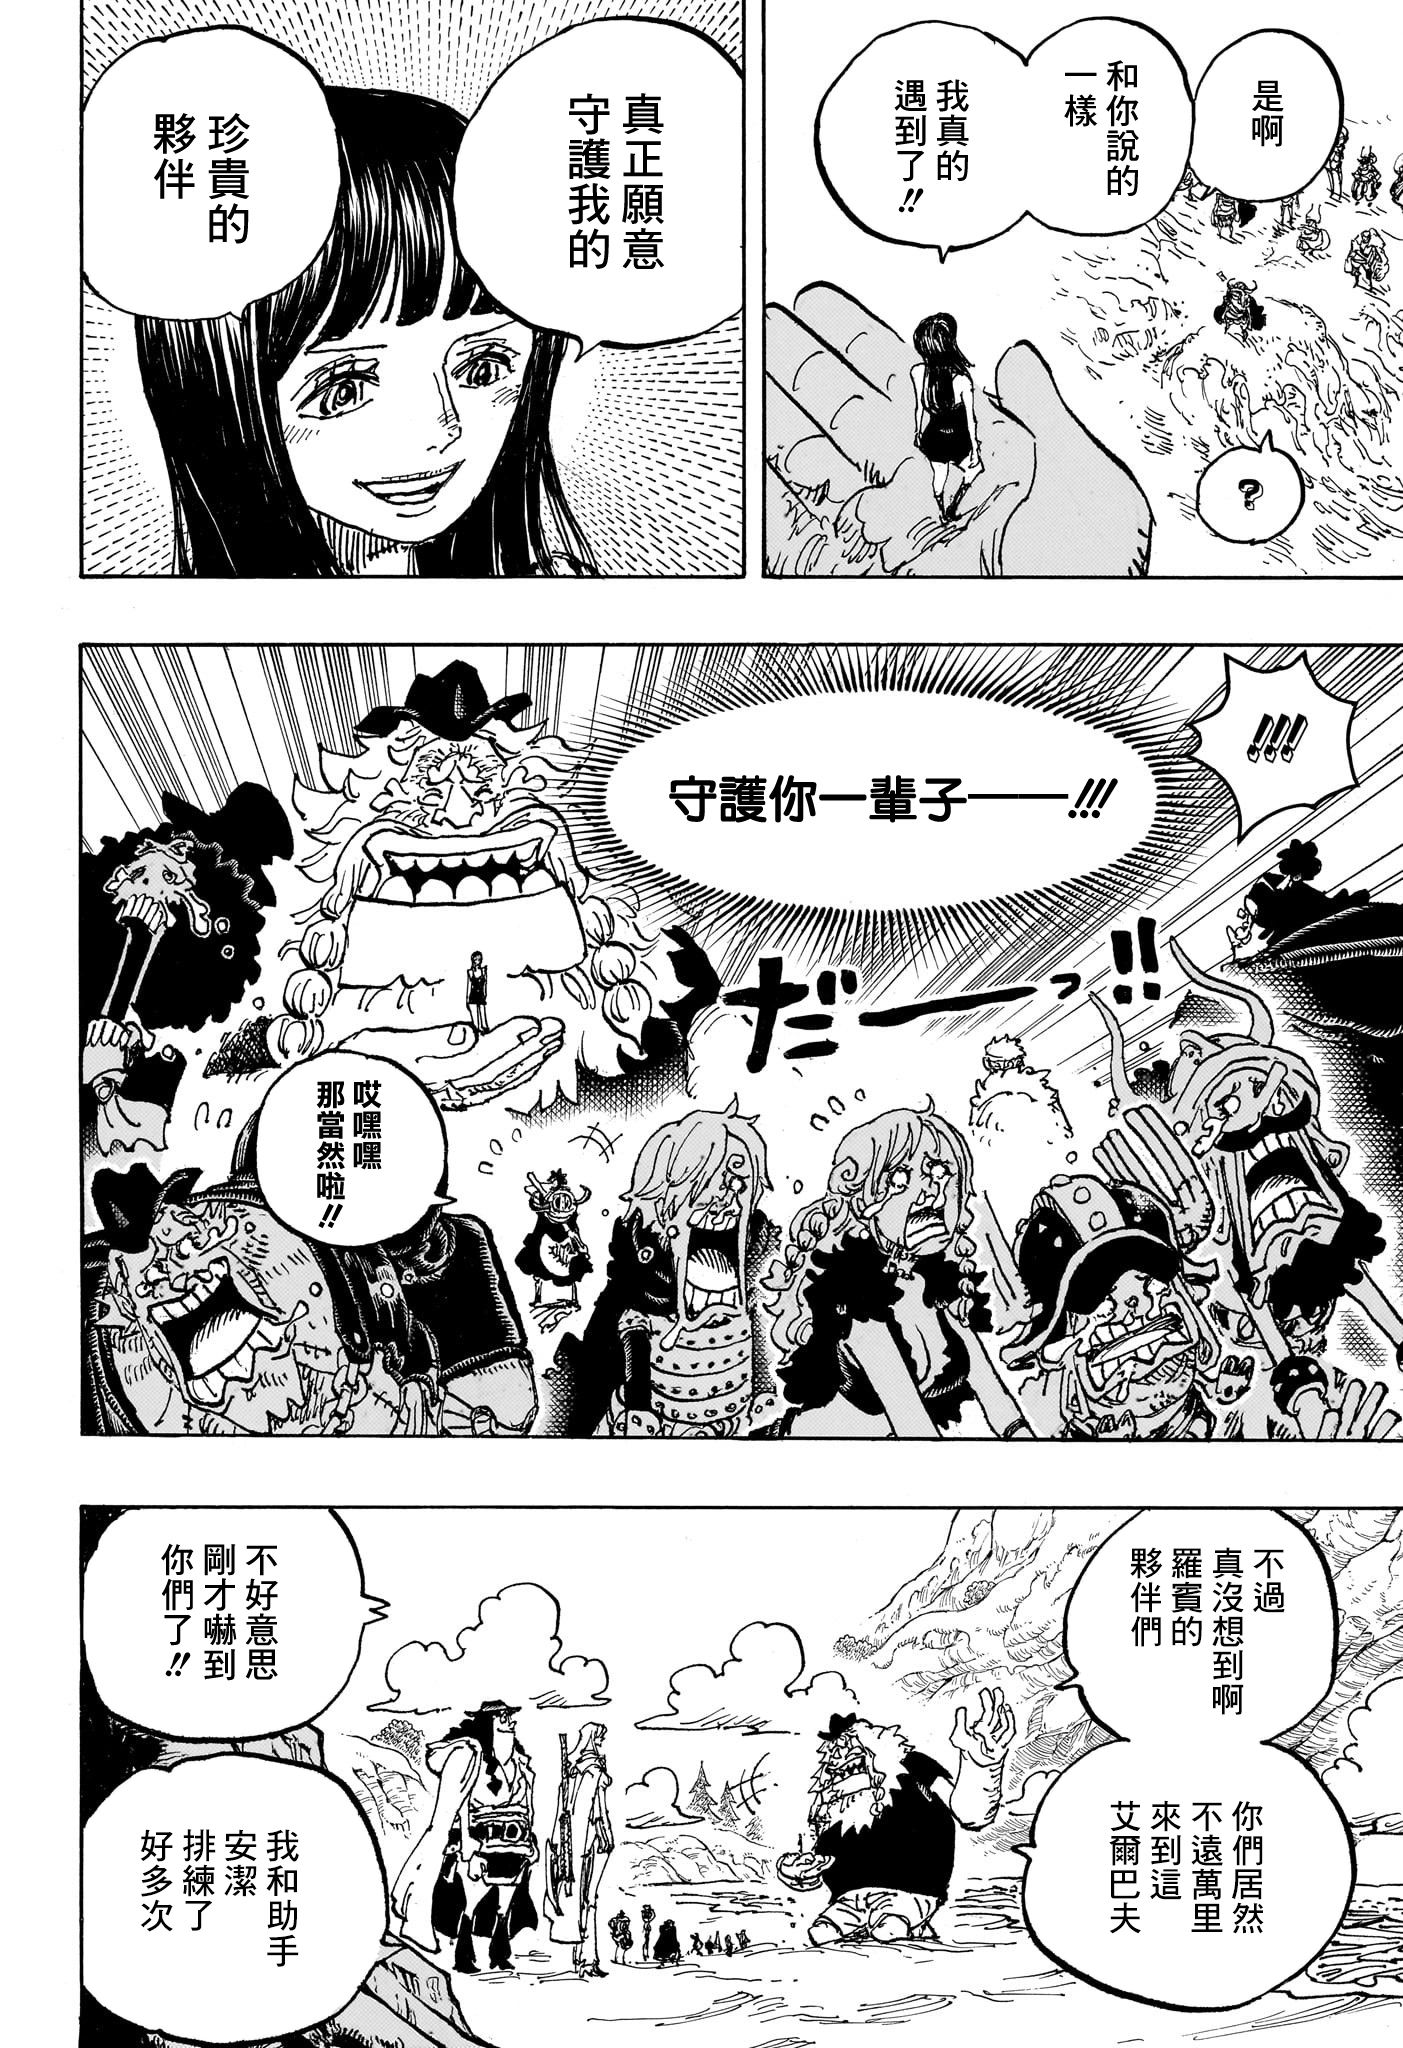 是啊
和你說的
一樣
我真的
遇到了!!
?
真正願意
守護我的
珍貴的
夥伴
!!!!
守護你一輩子——!!!
だーっ!!
哎嘿嘿
那當然啦!!
不過
真沒想到啊
羅賓的
夥伴們
你們居然
不遠萬里
來到這
艾爾巴夫
不好意思
剛才嚇到
你們了!!
我和助手
安潔
排練了
好多次